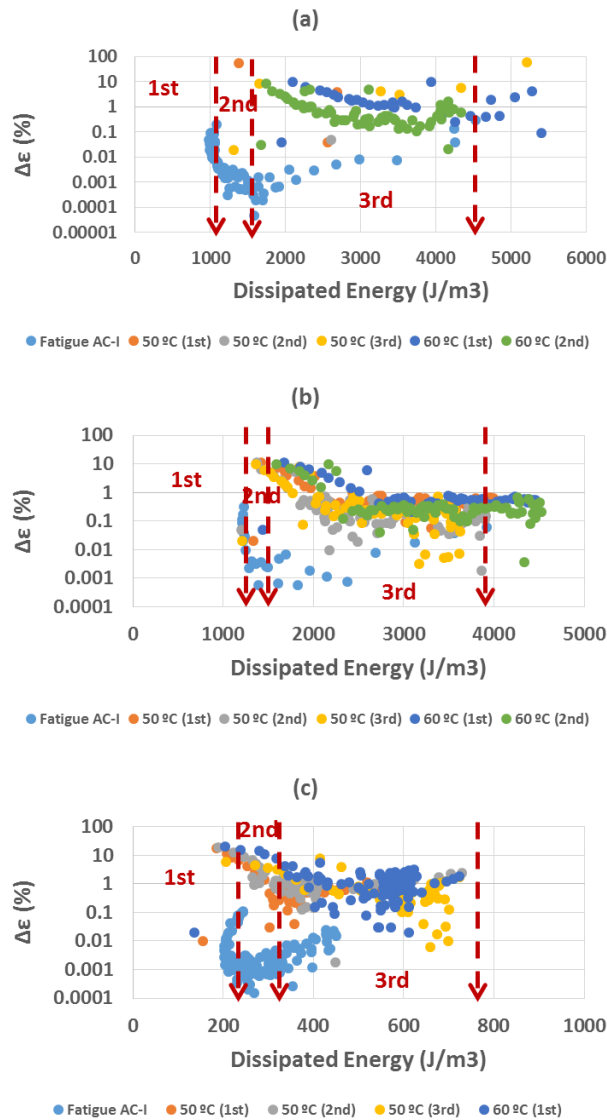 (a)
100
10
1
0.1
0.01
0.001
0.0001
0.00001
Δε (%)
1st
2nd
3rd
0 1000 2000 3000 4000 5000 6000
Dissipated Energy (J/m3)
Fatigue AC-I 50 ºC (1st) 50 ºC (2nd) 50 ºC (3rd) 60 ºC (1st) 60 ºC (2nd)
(b)
100
10
1
0.1
0.01
0.001
0.0001
Δε (%)
1st
2nd
3rd
0 1000 2000 3000 4000 5000
Dissipated Energy (J/m3)
Fatigue AC-I 50 ºC (1st) 50 ºC (2nd) 50 ºC (3rd) 60 ºC (1st) 60 ºC (2nd)
(c)
100
10
1
0.1
0.01
0.001
0.0001
Δε (%)
1st
2nd
3rd
0 200 400 600 800 1000
Dissipated Energy (J/m3)
Fatigue AC-I 50 ºC (1st) 50 ºC (2nd) 50 ºC (3rd) 60 ºC (1st)